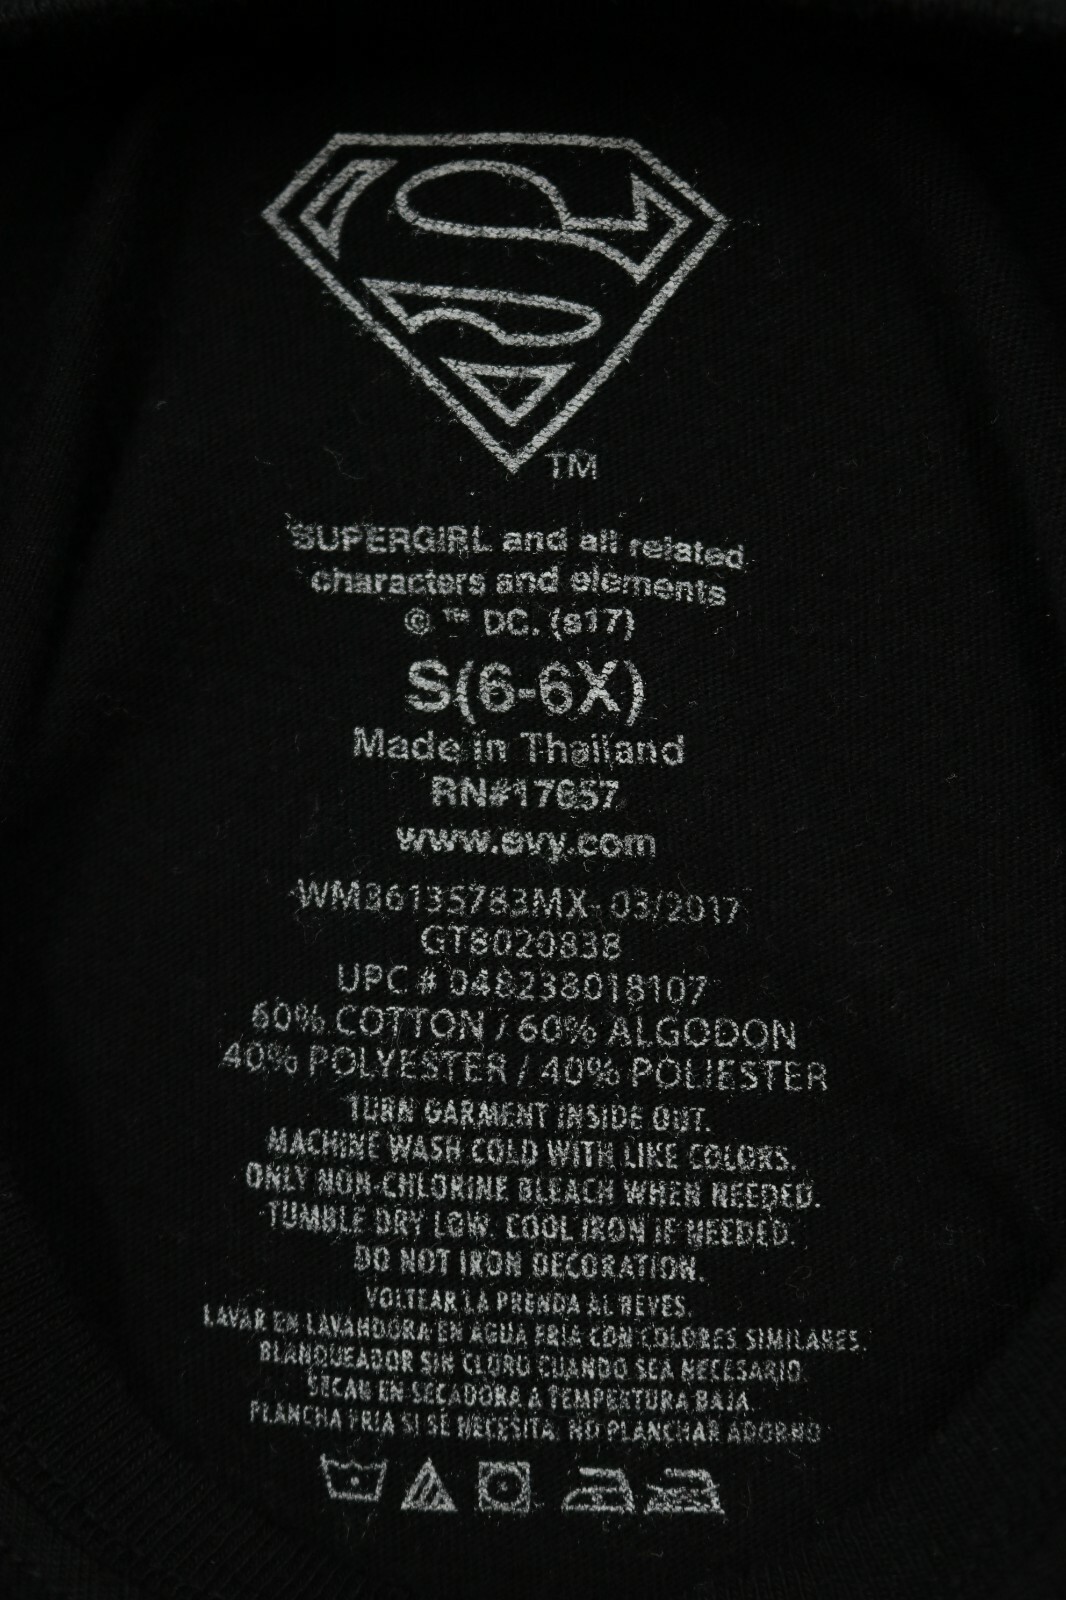 S
TM
SUPERGIRL and all related
characters and elements
© ™ DC. (s17)
S(6-6X)
Made in Thailand
RN#17657
www.evy.com
WM36135783MX- 03/2017
GT8020838
UPC # 048238018107
60% COTTON / 60% ALGODON
40% POLYESTER / 40% POLIESTER
TURN GARMENT INSIDE OUT.
MACHINE WASH COLD WITH LIKE COLORS.
ONLY NON-CHLORINE BLEACH WHEN NEEDED.
TUMBLE DRY LOW. COOL IRON IF NEEDED.
DO NOT IRON DECORATION.
VOLTEAR LA PRENDA AL REVES.
LAVAR EN LAVADORA EN AGUA FRIA CON COLORES SIMILARES.
BLANQUEADOR SIN CLORO CUANDO SEA NECESARIO.
SECAR EN SECADORA A TEMPERTURA BAJA.
PLANCHA FRIA SI SE NECESITA. NO PLANCHAR ADORNO